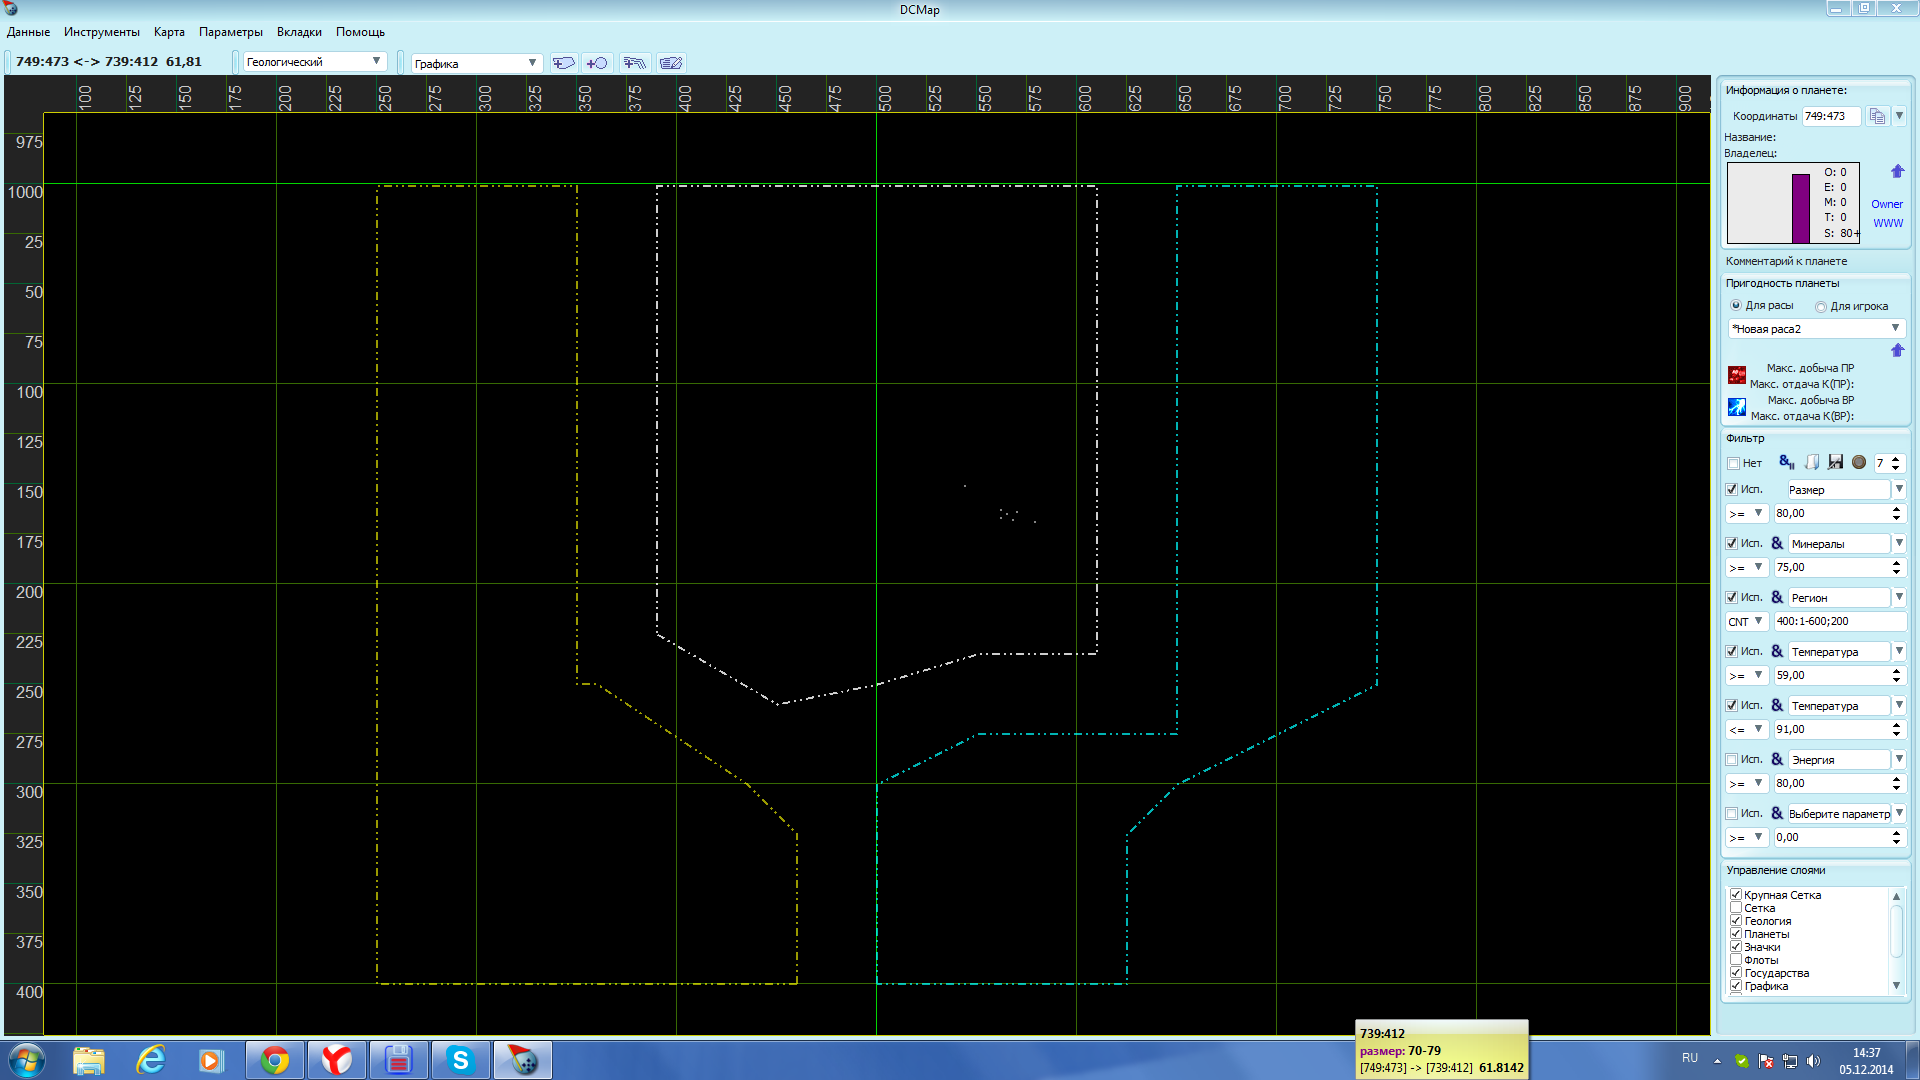 DCMap
Данные Инструменты Карта Параметры Вкладки Помощь
749:473 <-> 739:412 61,81 Геологический Графика
100 125 150 175 200 225 250 275 300 325 350 375 400 425 450 475 500 525 550 575 600 625 650 675 700 725 750 775 800 825 850 875 900
975
1000
25
50
75
100
125
150
175
200
225
250
275
300
325
350
375
400
Информация о планете:
Координаты 749:473
Название:
Владелец:
O: 0
E: 0
M: 0
T: 0
S: 80+
Owner
WWW
Комментарий к планете
Пригодность планеты
Для расы Для игрока
*Новая раса2
Макс. добыча ПР
Макс. отдача К(ПР):
Макс. добыча ВР
Макс. отдача К(ВР):
Фильтр
Нет & 7
Исп. Размер
>= 80,00
Исп. & Минералы
>= 75,00
Исп. & Регион
CNT 400:1-600;200
Исп. & Температура
>= 59,00
Исп. & Температура
<= 91,00
Исп. & Энергия
>= 80,00
Исп. & Выберите параметр
>= 0,00
Управление слоями
Крупная Сетка
Сетка
Геология
Планеты
Значки
Флоты
Государства
Графика
739:412
размер: 70-79
[749:473] -> [739:412] 61.8142
RU
14:37
05.12.2014